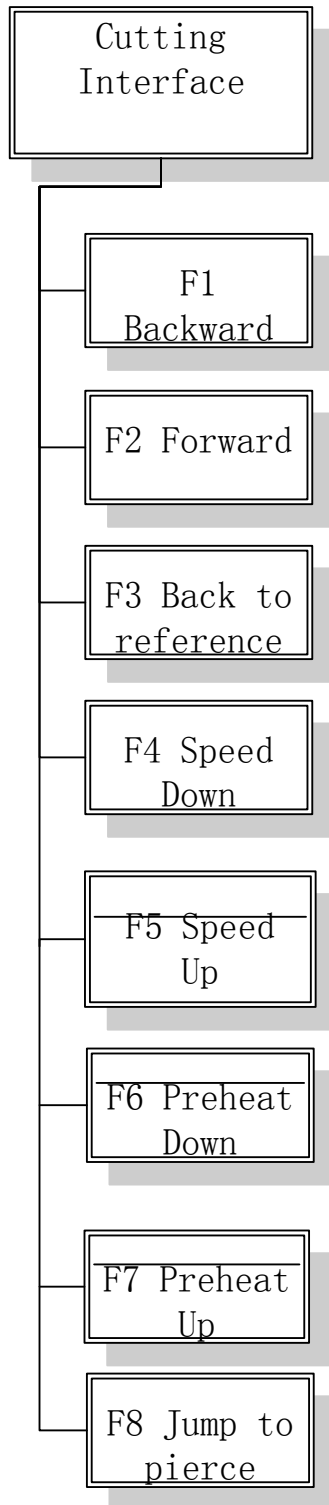 Cutting
Interface
F1
Backward
F2 Forward
F3 Back to
reference
F4 Speed
Down
F5 Speed
Up
F6 Preheat
Down
F7 Preheat
Up
F8 Jump to
pierce